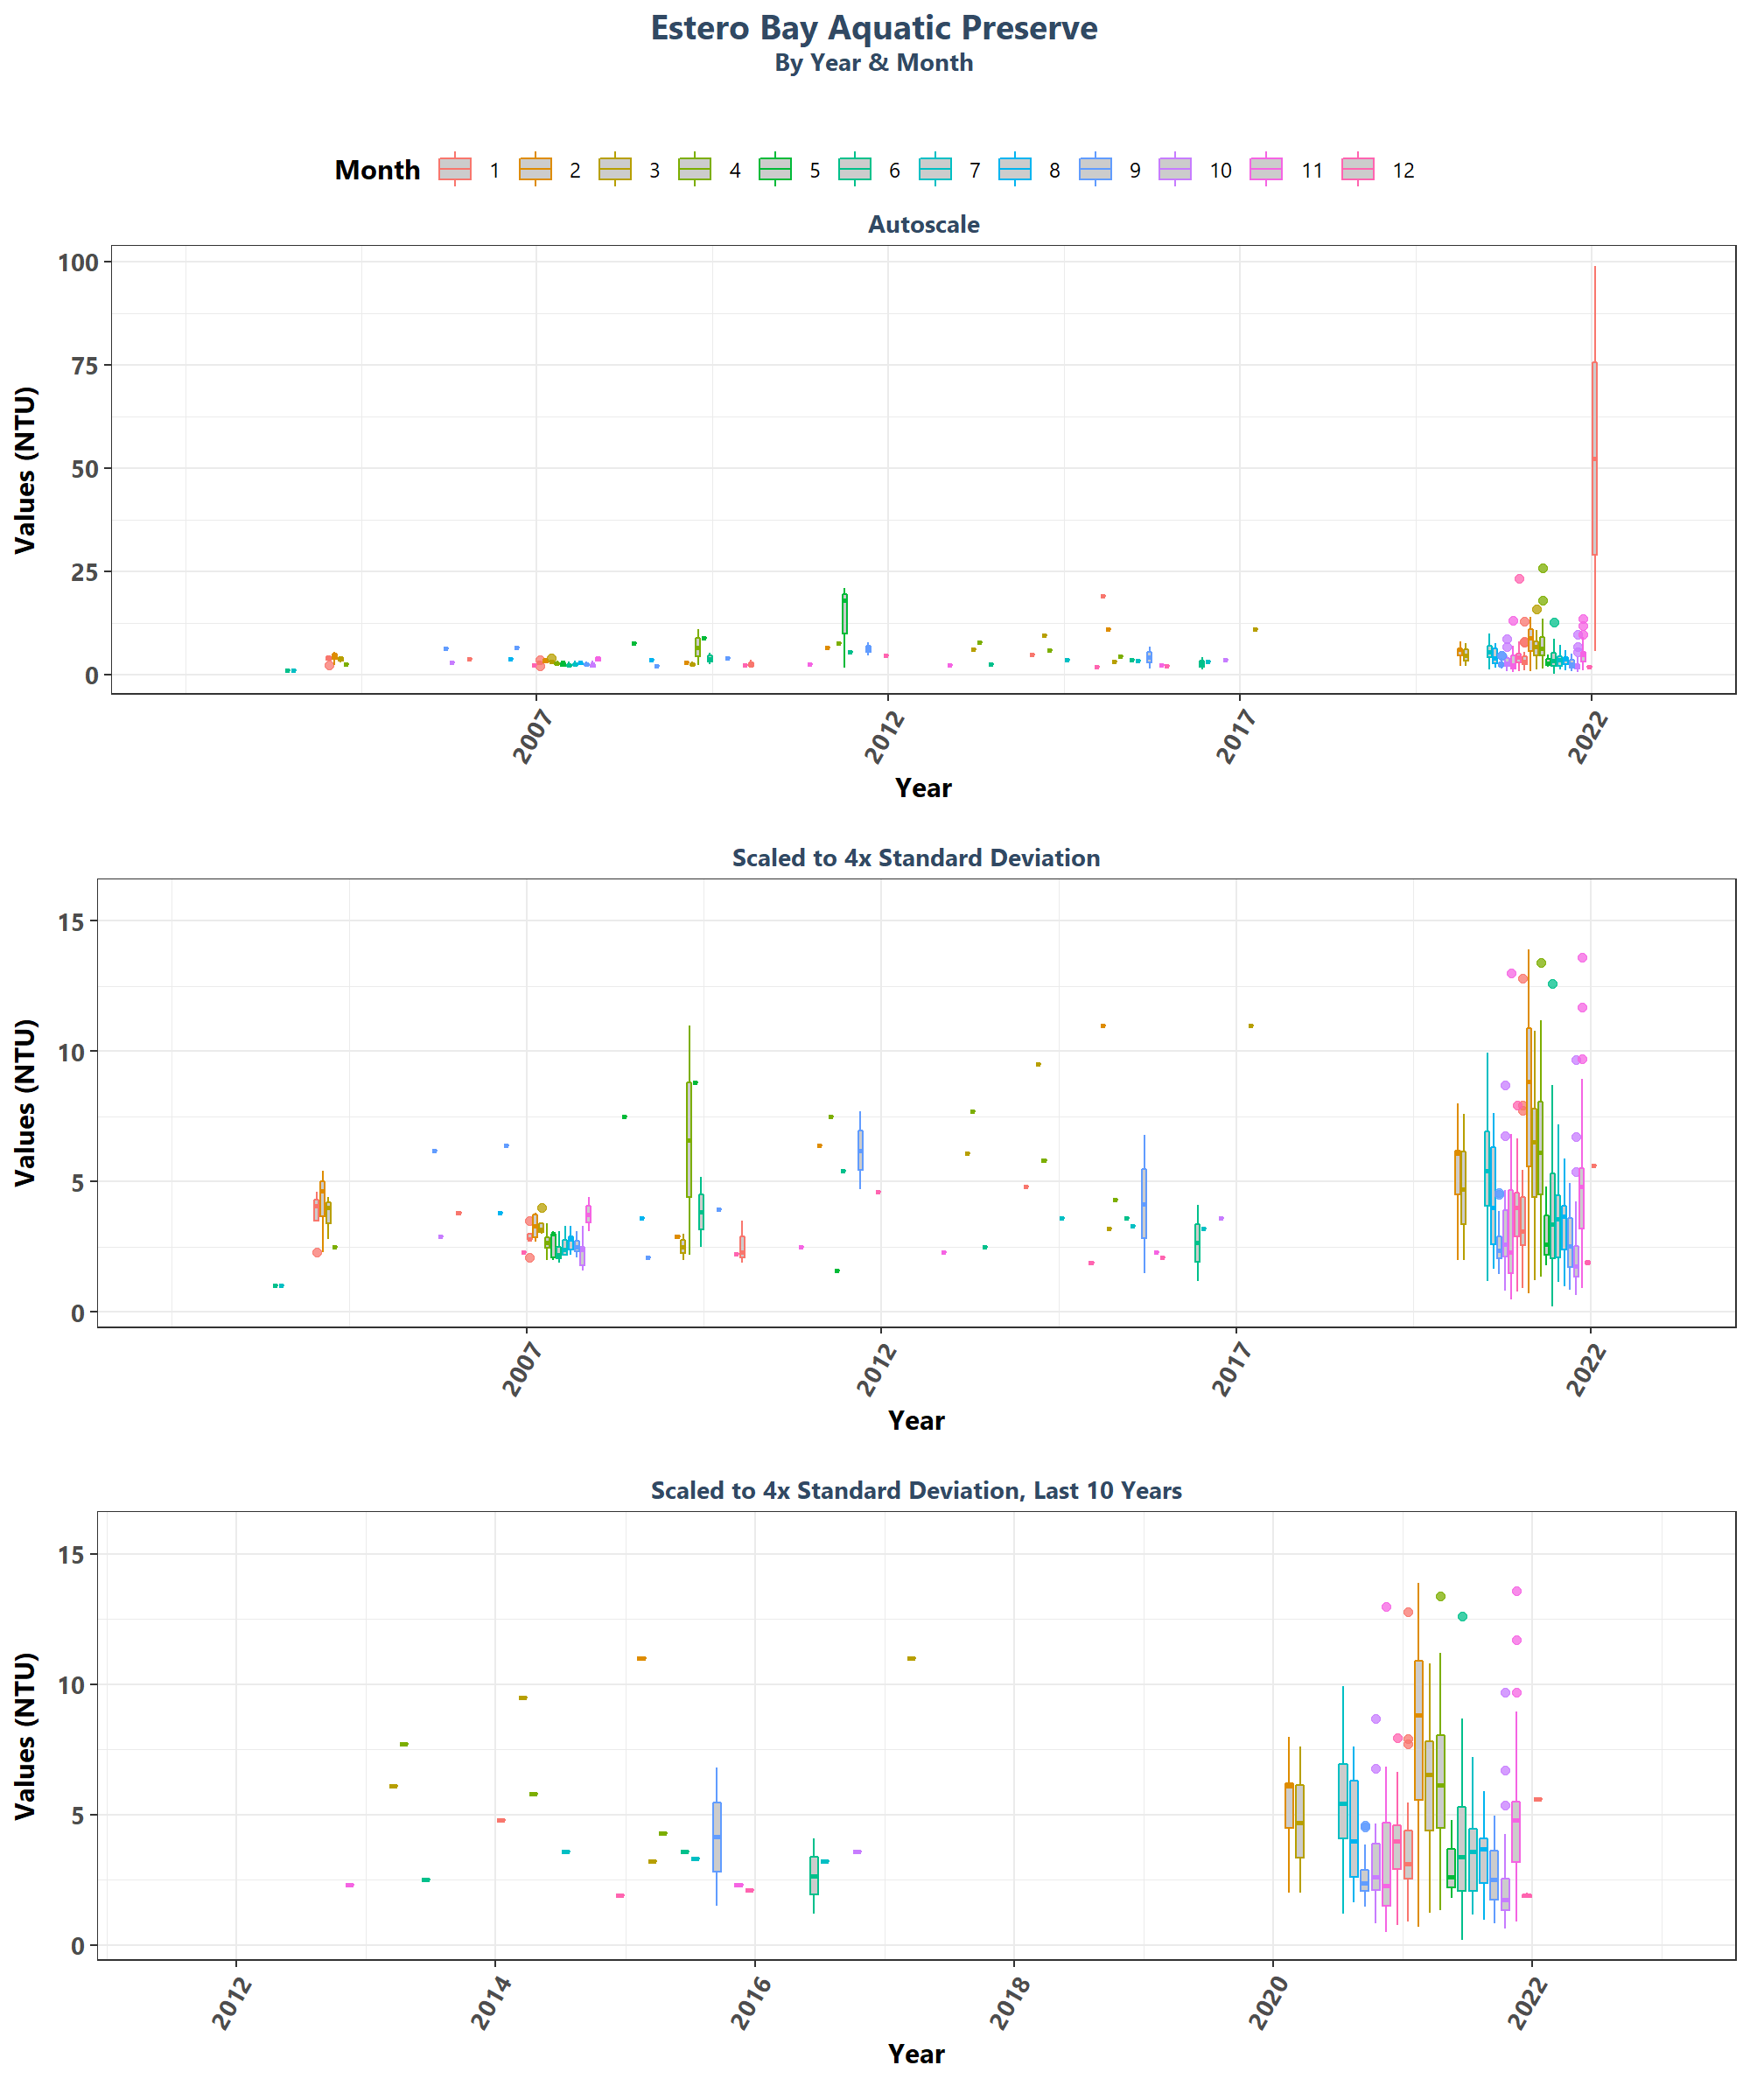 Estero Bay Aquatic Preserve
By Year & Month
Month 1 2 3 4 5 6 7 8 9 10 11 12
Autoscale
Values (NTU)
100
75
50
25
0
2007 2012 2017 2022
Year
Scaled to 4x Standard Deviation
Values (NTU)
15
10
5
0
2007 2012 2017 2022
Year
Scaled to 4x Standard Deviation, Last 10 Years
Values (NTU)
15
10
5
0
2012 2014 2016 2018 2020 2022
Year